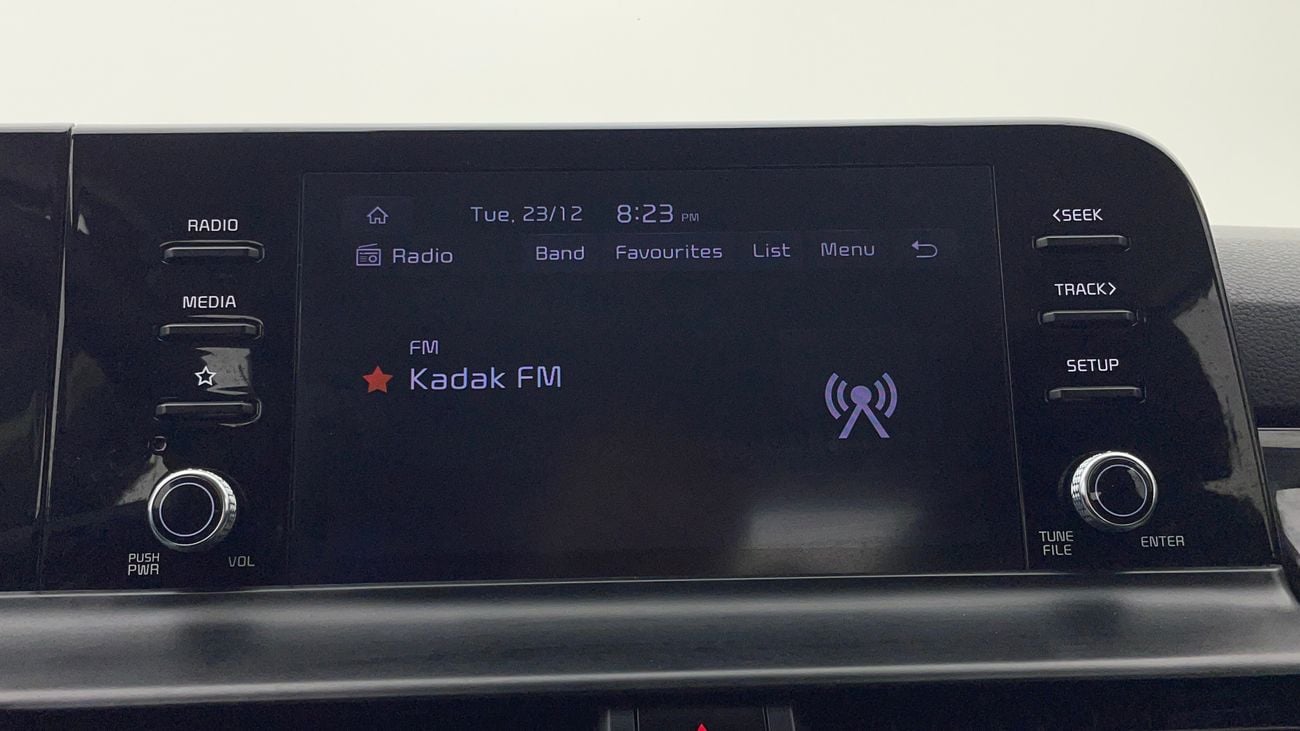 RADIO
MEDIA
PUSH
PWR
VOL
Tue, 23/12 8:23 PM
Radio Band Favourites List Menu
FM
Kadak FM
<SEEK
TRACK>
SETUP
TUNE
FILE
ENTER